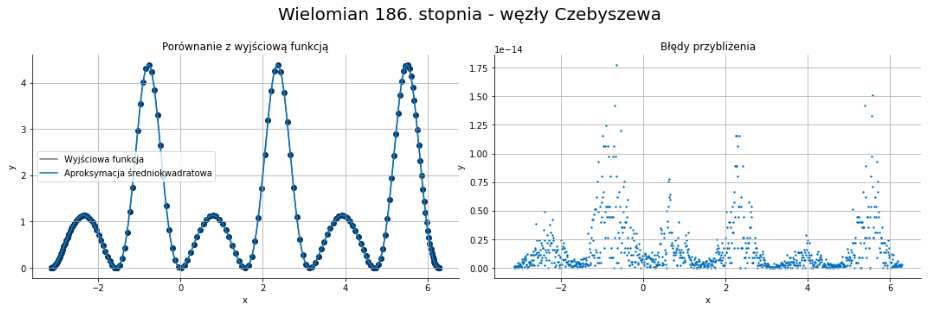 Wielomian 186. stopnia - węzły Czebyszewa
Porównanie z wyjściową funkcją
y
4
3
2
1
0
Wyjściowa funkcja
Aproksymacja średniokwadratowa
−2
0
2
4
6
x
Błędy przybliżenia
1e−14
y
1.75
1.50
1.25
1.00
0.75
0.50
0.25
0.00
−2
0
2
4
6
x